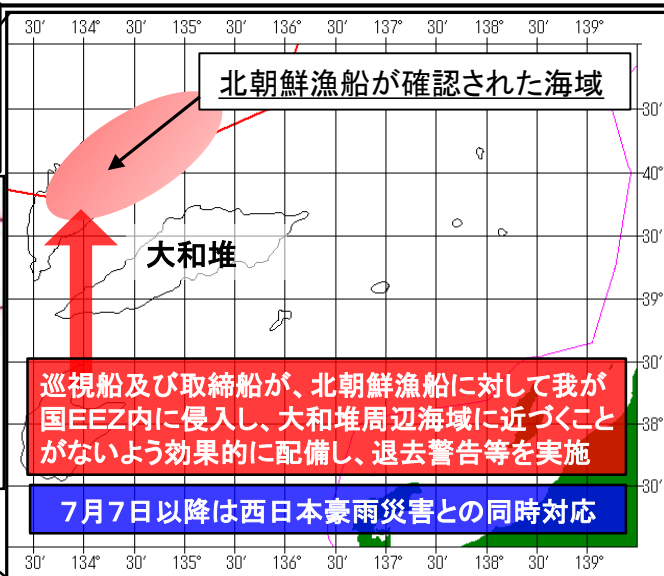 30′ 134° 30′ 135° 30′ 136° 30′ 137° 30′ 138° 30′ 139°
北朝鮮漁船が確認された海域
30′
40°
30′
大和堆
39°
30′
巡視船及び取締船が、北朝鮮漁船に対して我が
国EEZ内に侵入し、大和堆周辺海域に近づくこと
がないよう効果的に配備し、退去警告等を実施
38°
30′
7月7日以降は西日本豪雨災害との同時対応
30′ 134° 30′ 135° 30′ 136° 30′ 137° 30′ 138° 30′ 139°